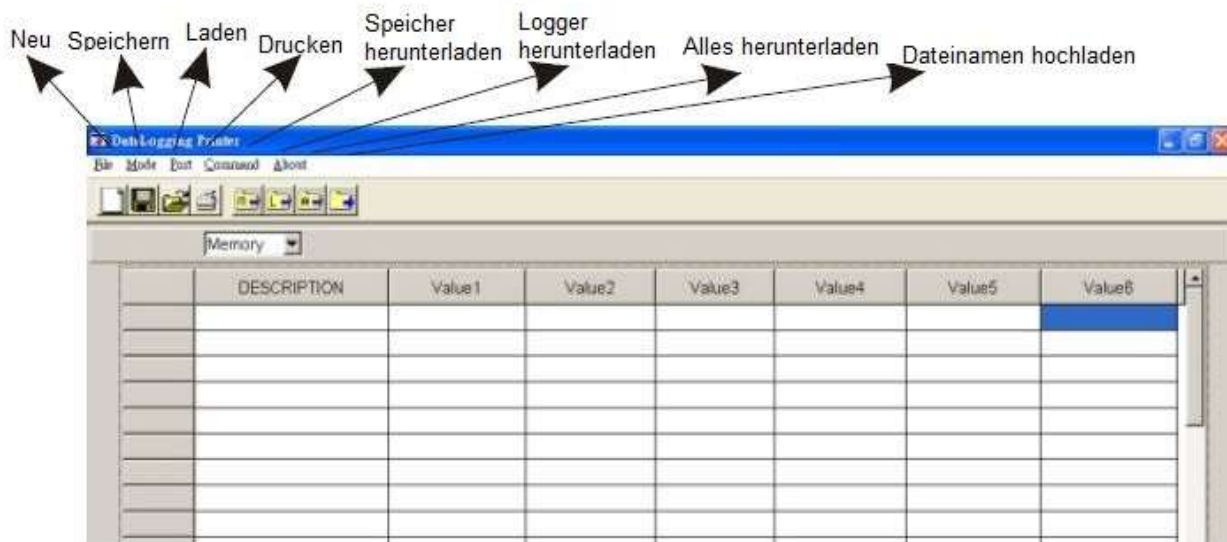 Neu
Speichern
Laden
Drucken
Speicher
herunterladen
Logger
herunterladen
Alles herunterladen
Dateinamen hochladen
DataLogging Printer
File Mode Port Command About
Memory
DESCRIPTION Value1 Value2 Value3 Value4 Value5 Value6